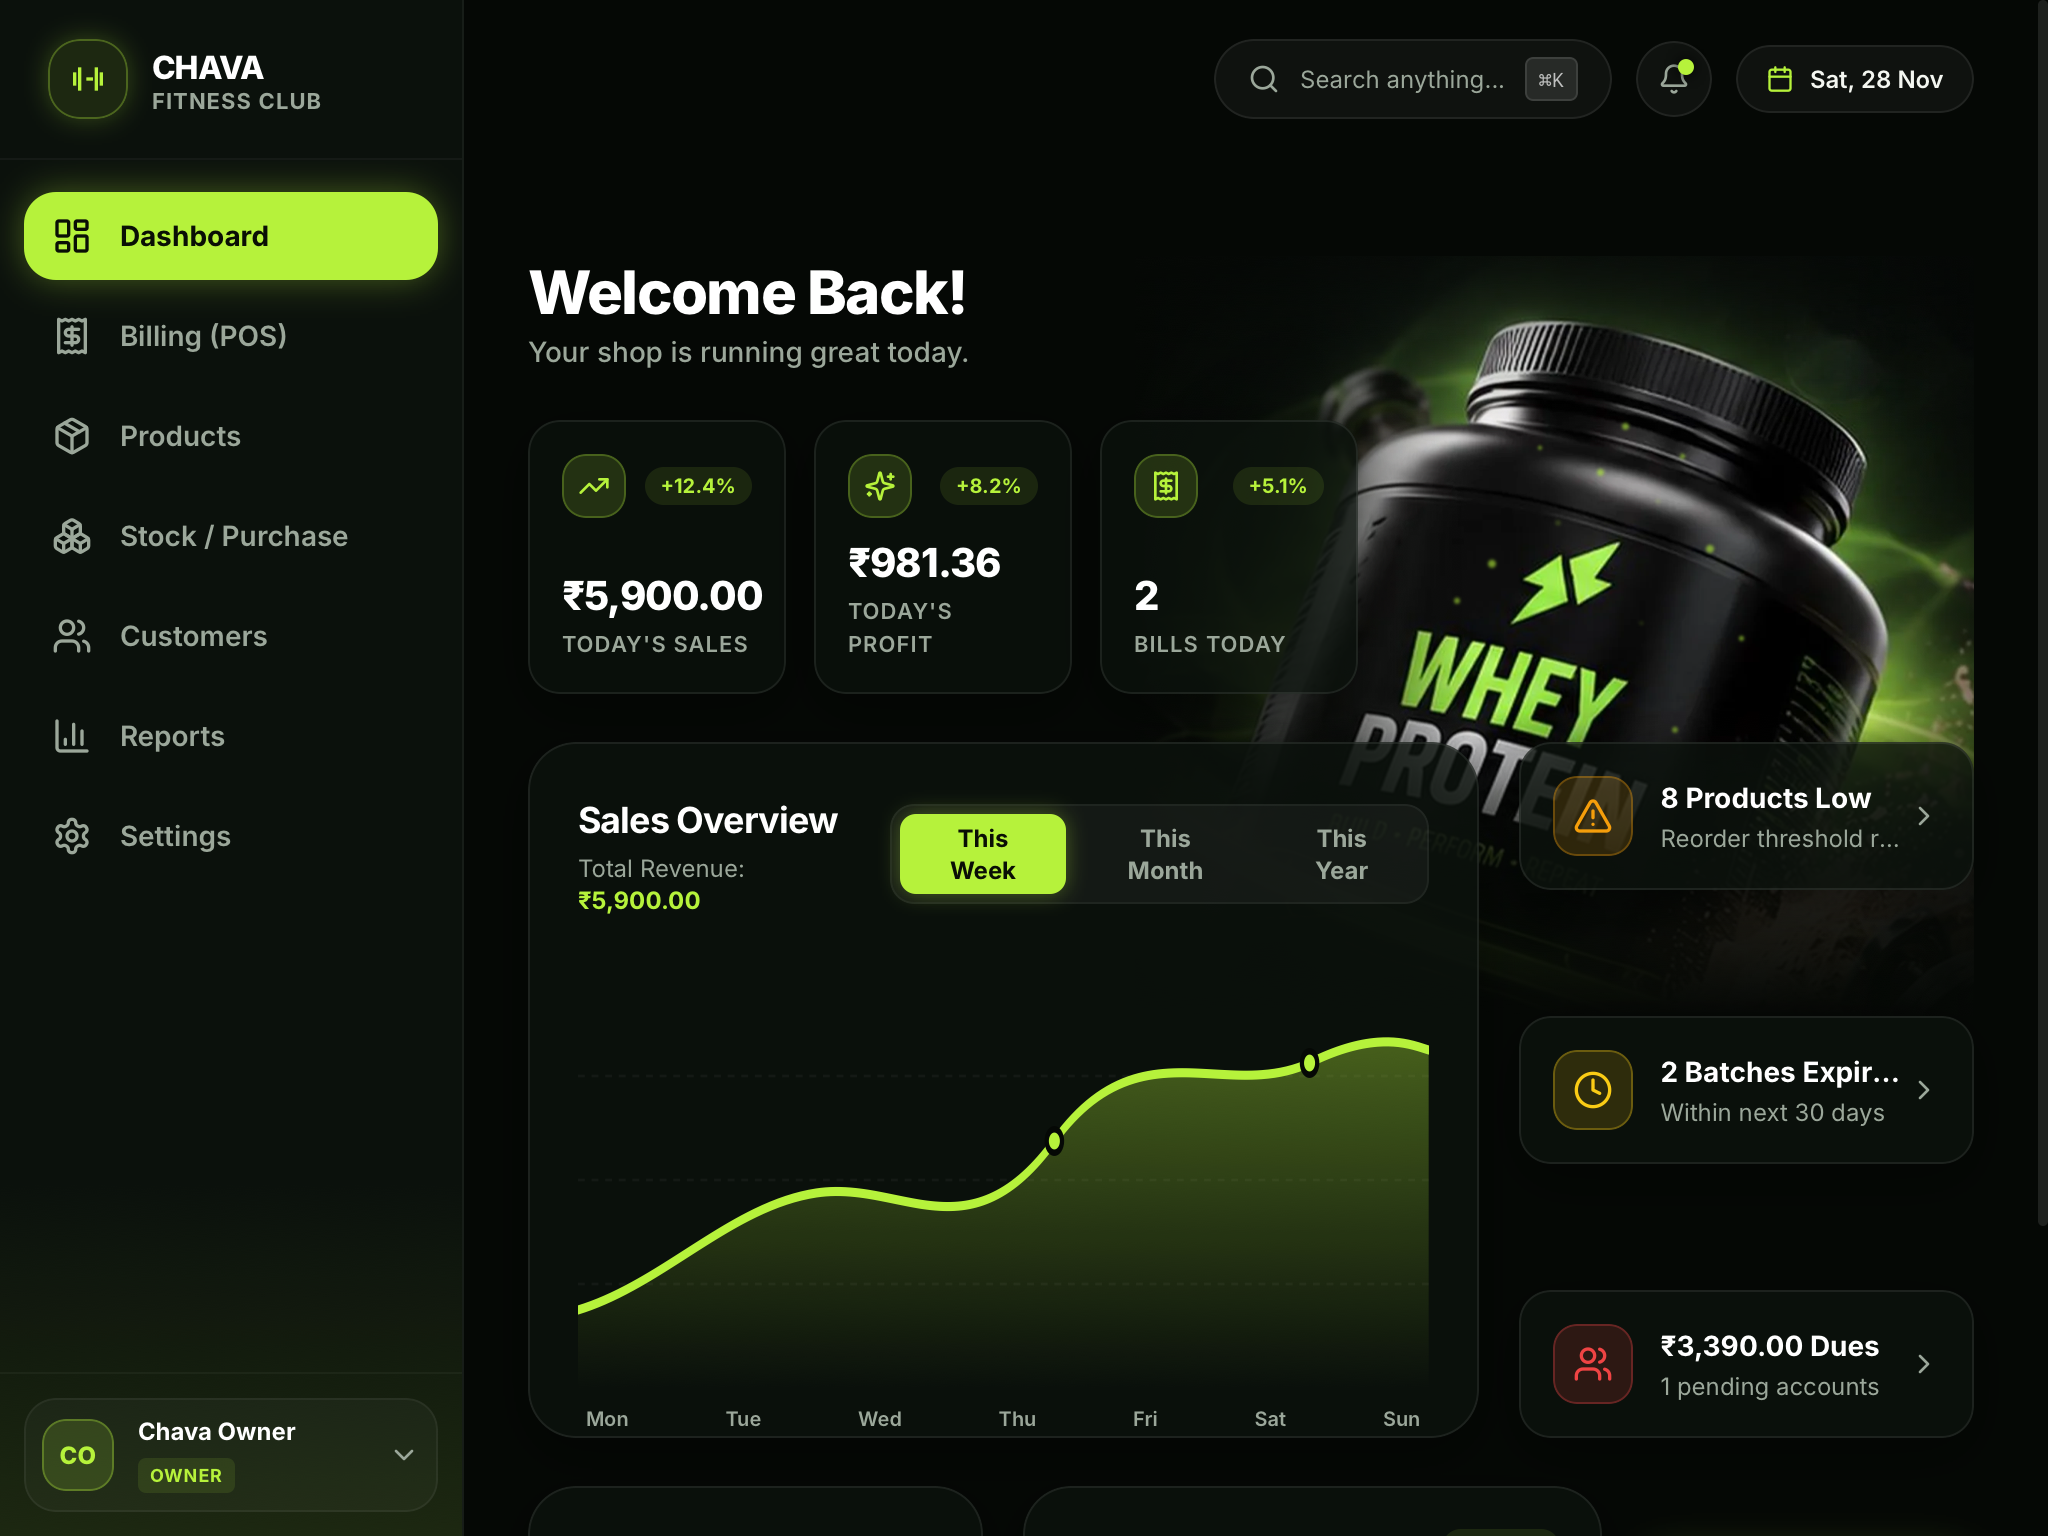 CHAVA
FITNESS CLUB
Search anything...
⌘K
Sat, 28 Nov
Dashboard
Billing (POS)
Products
Stock / Purchase
Customers
Reports
Settings
Chava Owner
CO
OWNER
Welcome Back!
Your shop is running great today.
+12.4%
₹5,900.00
TODAY'S SALES
+8.2%
₹981.36
TODAY'S
PROFIT
+5.1%
2
BILLS TODAY
WHEY
PROTEIN
Sales Overview
Total Revenue:
₹5,900.00
This
Week
This
Month
This
Year
8 Products Low
Reorder threshold r...
2 Batches Expir...
Within next 30 days
₹3,390.00 Dues
1 pending accounts
Mon Tue Wed Thu Fri Sat Sun